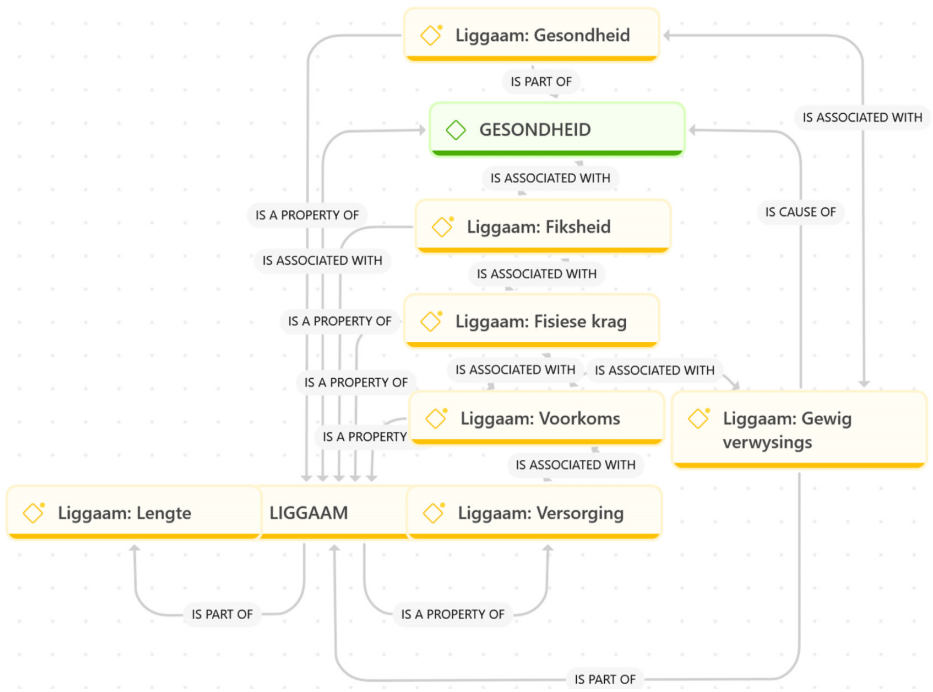 Liggaam: Gesondheid
IS PART OF
IS ASSOCIATED WITH
GESONDHEID
IS ASSOCIATED WITH
IS A PROPERTY OF
IS CAUSE OF
Liggaam: Fiksheid
IS ASSOCIATED WITH
IS ASSOCIATED WITH
IS A PROPERTY OF
Liggaam: Fisiese krag
IS ASSOCIATED WITH
IS ASSOCIATED WITH
IS A PROPERTY OF
Liggaam: Voorkoms
Liggaam: Gewig
verwysings
IS A PROPERTY
IS ASSOCIATED WITH
Liggaam: Lengte
LIGGAAM
Liggaam: Versorging
IS PART OF
IS A PROPERTY OF
IS PART OF